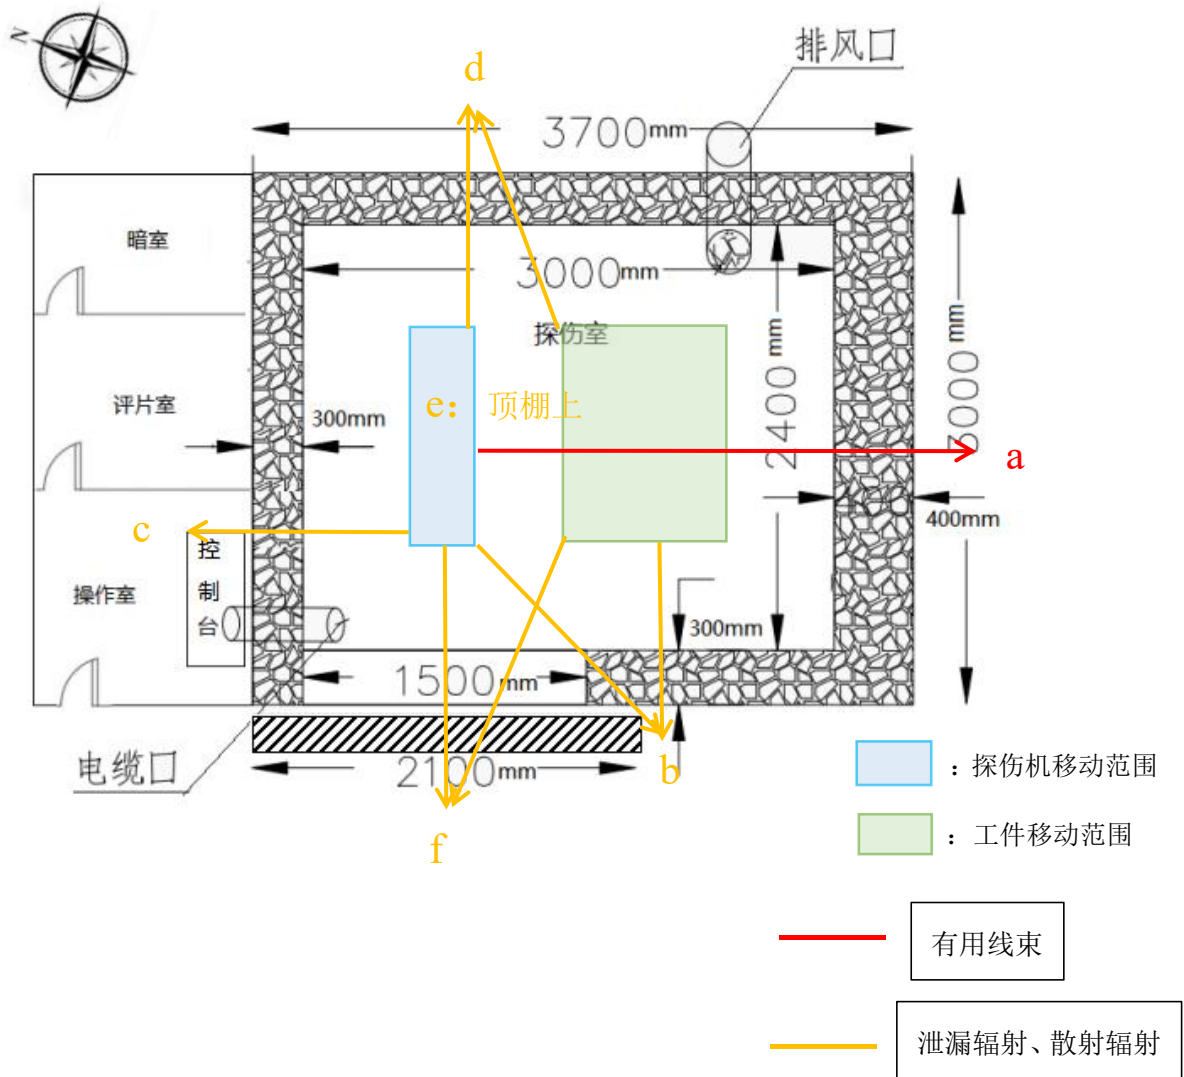 N
排风口
d
3700mm
暗室
3000mm
探伤室
2400mm
3000mm
评片室
300mm
e： 顶棚上
a
400mm
c
控制台
操作室
300mm
1500mm
电缆口
2100mm
b
f
：探伤机移动范围
：工件移动范围
有用线束
泄漏辐射、散射辐射